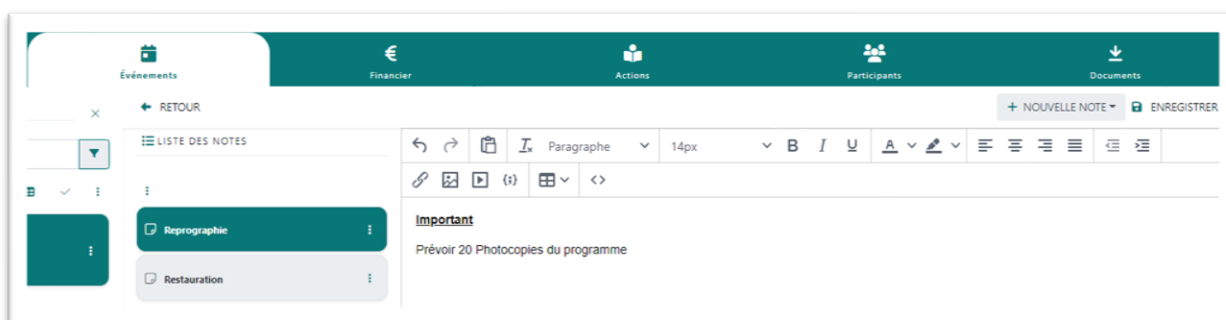 Événements
Financier
Actions
Participants
Documents
RETOUR
+ NOUVELLE NOTE
ENREGISTRER
LISTE DES NOTES
Paragraphe
14px
B I U A
Reprographie
Restauration
Important
Prévoir 20 Photocopies du programme